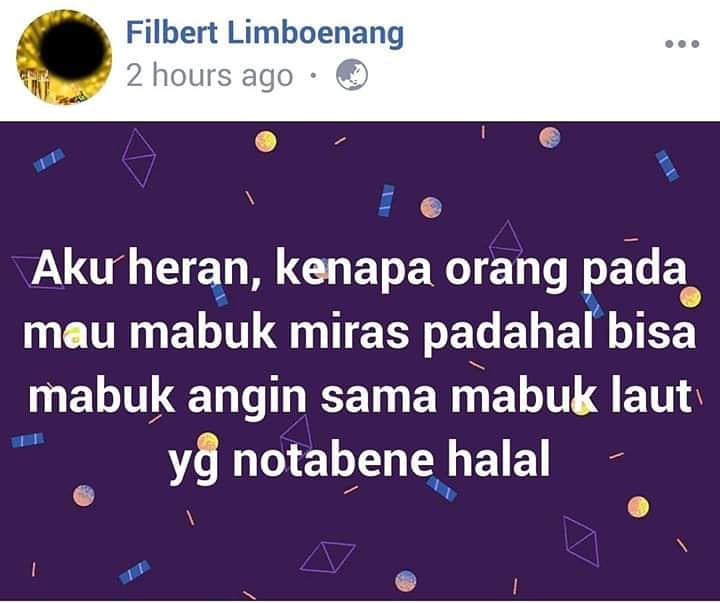 Filbert Limboenang
2 hours ago ·
Aku heran, kenapa orang pada
mau mabuk miras padahal bisa
mabuk angin sama mabuk laut
yg notabene halal